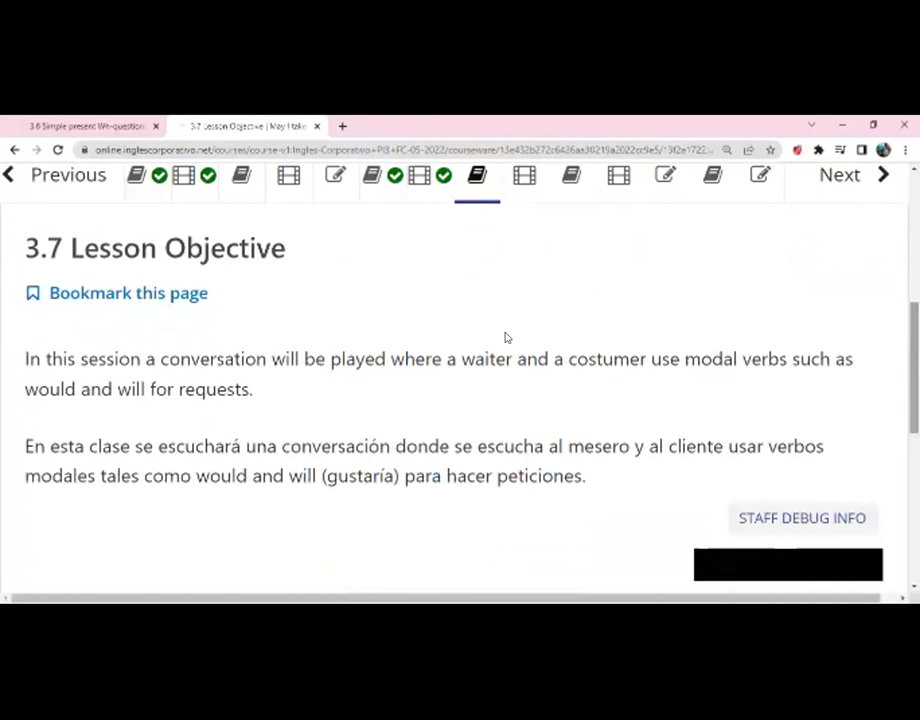 3.6 Simple present WH-question
3.7 Lesson Objective | May I take
Previous
Next
3.7 Lesson Objective
Bookmark this page
In this session a conversation will be played where a waiter and a costumer use modal verbs such as
would and will for requests.
En esta clase se escuchará una conversación donde se escucha al mesero y al cliente usar verbos
modales tales como would and will (gustaría) para hacer peticiones.
STAFF DEBUG INFO